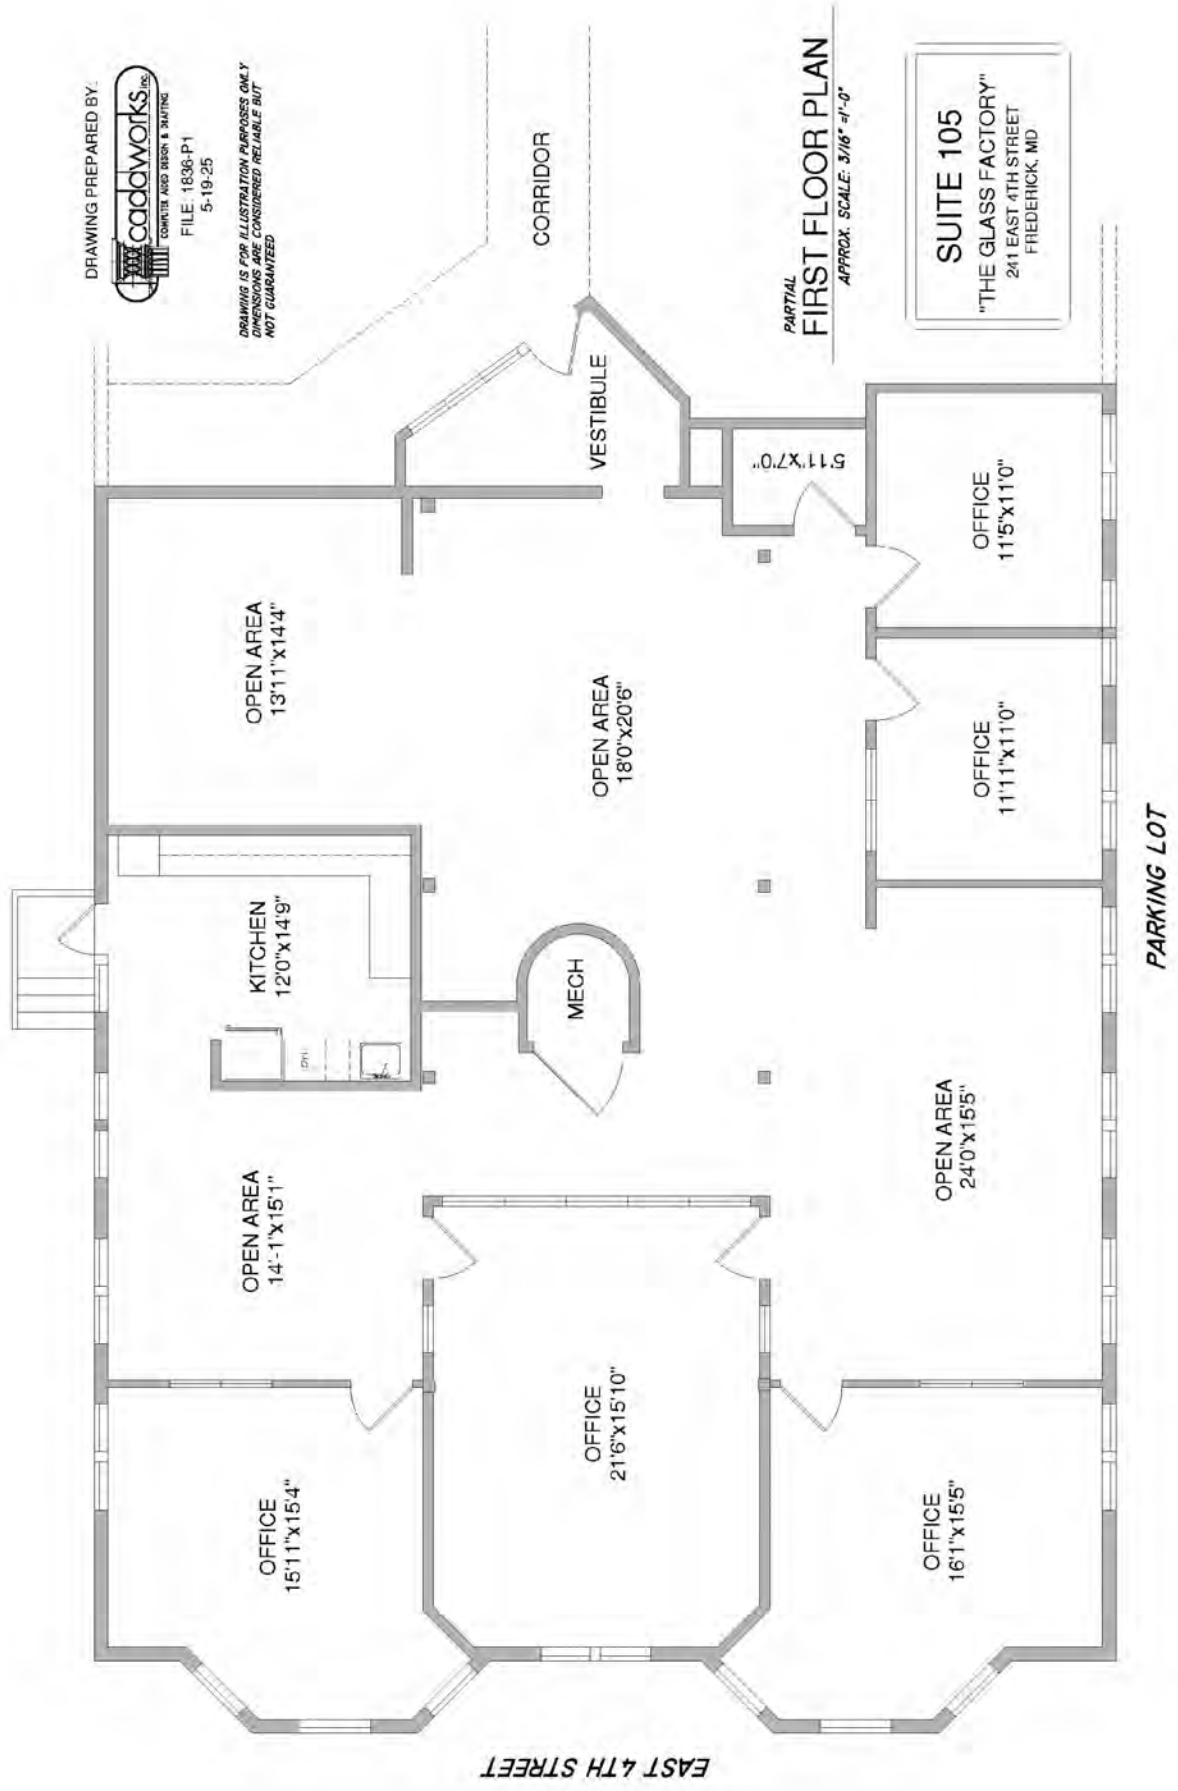 DRAWING PREPARED BY:
cadaworks inc.
COMPUTER AIDED DESIGN & DRAFTING
FILE: 1836-P1
5-19-25
DRAWING IS FOR ILLUSTRATION PURPOSES ONLY
DIMENSIONS ARE CONSIDERED RELIABLE BUT
NOT GUARANTEED
CORRIDOR
PARTIAL
FIRST FLOOR PLAN
APPROX. SCALE: 3/16" =1'-0"
SUITE 105
"THE GLASS FACTORY"
241 EAST 4TH STREET
FREDERICK, MD
VESTIBULE
5'11"x7'0"
OFFICE
11'5"x11'0"
OPEN AREA
13'11"x14'4"
OPEN AREA
18'0"x20'6"
OFFICE
11'11"x11'0"
KITCHEN
12'0"x14'9"
MECH
OPEN AREA
14'-1"x15'1"
OPEN AREA
24'0"x15'5"
OFFICE
15'11"x15'4"
OFFICE
21'6"x15'10"
OFFICE
16'1"x15'5"
PARKING LOT
EAST 4TH STREET